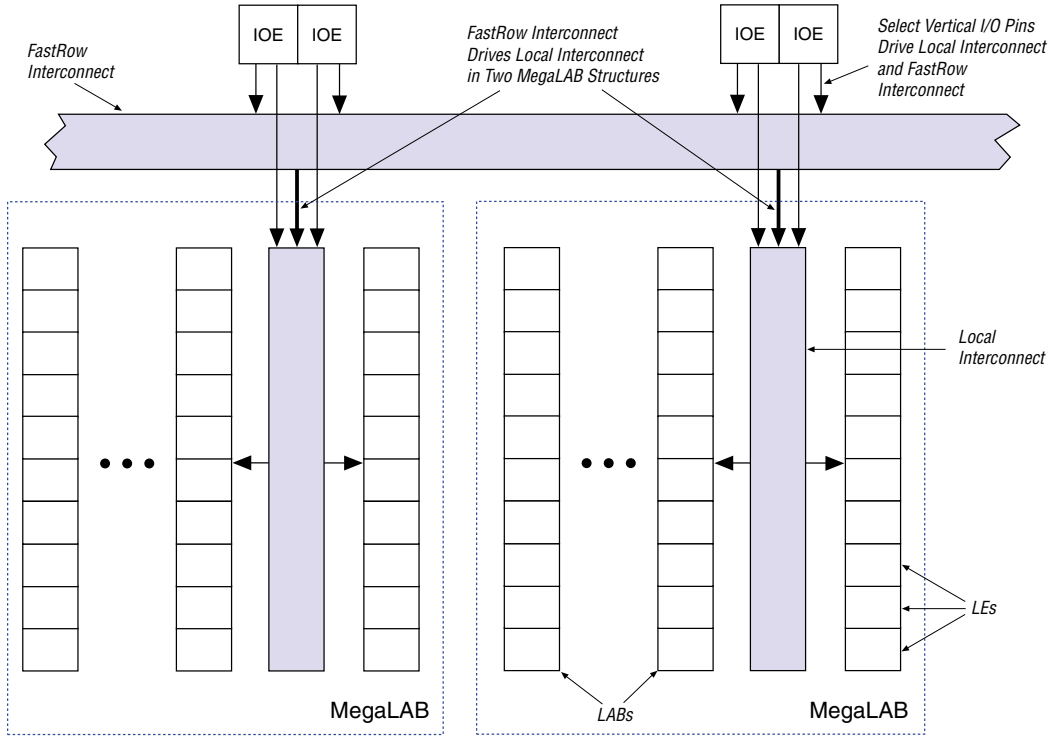 IOE IOE
IOE IOE
FastRow
Interconnect
FastRow Interconnect
Drives Local Interconnect
in Two MegaLAB Structures
Select Vertical I/O Pins
Drive Local Interconnect
and FastRow
Interconnect
Local
Interconnect
LEs
LABs
MegaLAB
MegaLAB